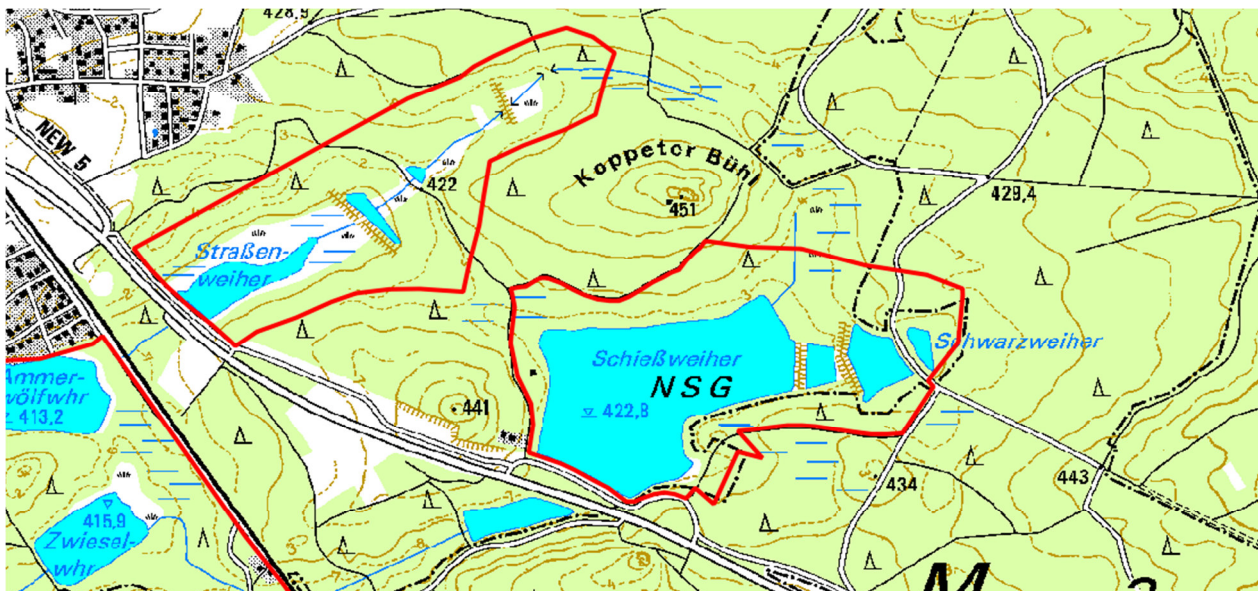 428,9
NEW 5
422
Koppeter Bühl
451
429,4
Straßen-
weiher
Schießweiher
NSG
422,8
Schwarzweiher
Ammer-
wölfwhr
413,2
441
434
443
415,9
Zwiesel-
whr
M